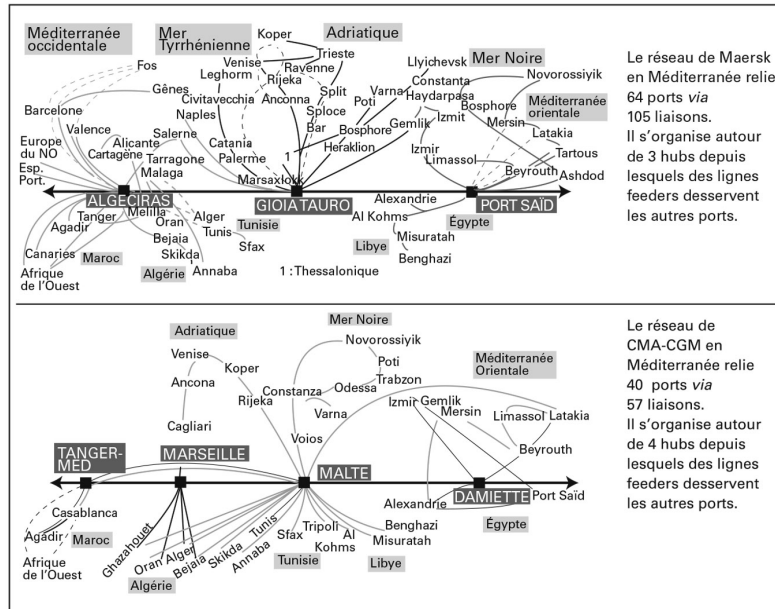 Méditerranée
occidentale
Mer
Tyrrhénienne
Adriatique
Mer Noire
Méditerranée
orientale
Fos
Gênes
Barcelone
Valence
Alicante
Cartagène
Salerne
Tarragone
Malaga
Europe
du NO
Esp.
Port.
ALGECIRAS
Tanger
Melilla
Agadir
Canaries
Afrique
de l'Ouest
Maroc
Oran
Bejaia
Skikda
Algérie
Annaba
Alger
Tunis
Tunisie
Sfax
Koper
Venise
Trieste
Leghorm
Ravenne
Rijeka
Civitavecchia
Naples
Anconna
Split
Sploce
Bar
Catania
Palerme
Marsaxlokk
GIOIA TAURO
1
Heraklion
Bosphore
Poti
Varna
Llyichevsk
Constanta
Haydarpasa
Gemlik
Izmit
Izmir
Limassol
Bosphore
Novorossiyik
Mersin
Latakia
Tartous
Beyrouth
Ashdod
PORT SAÏD
Alexandrie
Al Kohms
Égypte
Libye
Misuratah
Benghazi
1 : Thessalonique
Le réseau de Maersk
en Méditerranée relie
64 ports via
105 liaisons.
Il s'organise autour
de 3 hubs depuis
lesquels des lignes
feeders desservent
les autres ports.
Adriatique
Venise
Koper
Ancona
Rijeka
Cagliari
Mer Noire
Novorossiyik
Poti
Trabzon
Odessa
Constanza
Varna
Voios
Méditerranée
Orientale
Izmir
Gemlik
Mersin
Limassol
Latakia
Beyrouth
TANGER-
MED
MARSEILLE
MALTE
DAMIETTE
Port Saïd
Alexandrie
Égypte
Casablanca
Agadir
Maroc
Afrique
de l'Ouest
Ghazahouet
Oran
Alger
Algérie
Bejaia
Skikda
Annaba
Tunis
Sfax
Tunisie
Tripoli
Al
Kohms
Benghazi
Misuratah
Libye
Le réseau de
CMA-CGM en
Méditerranée relie
40 ports via
57 liaisons.
Il s'organise autour
de 4 hubs depuis
lesquels des lignes
feeders desservent
les autres ports.